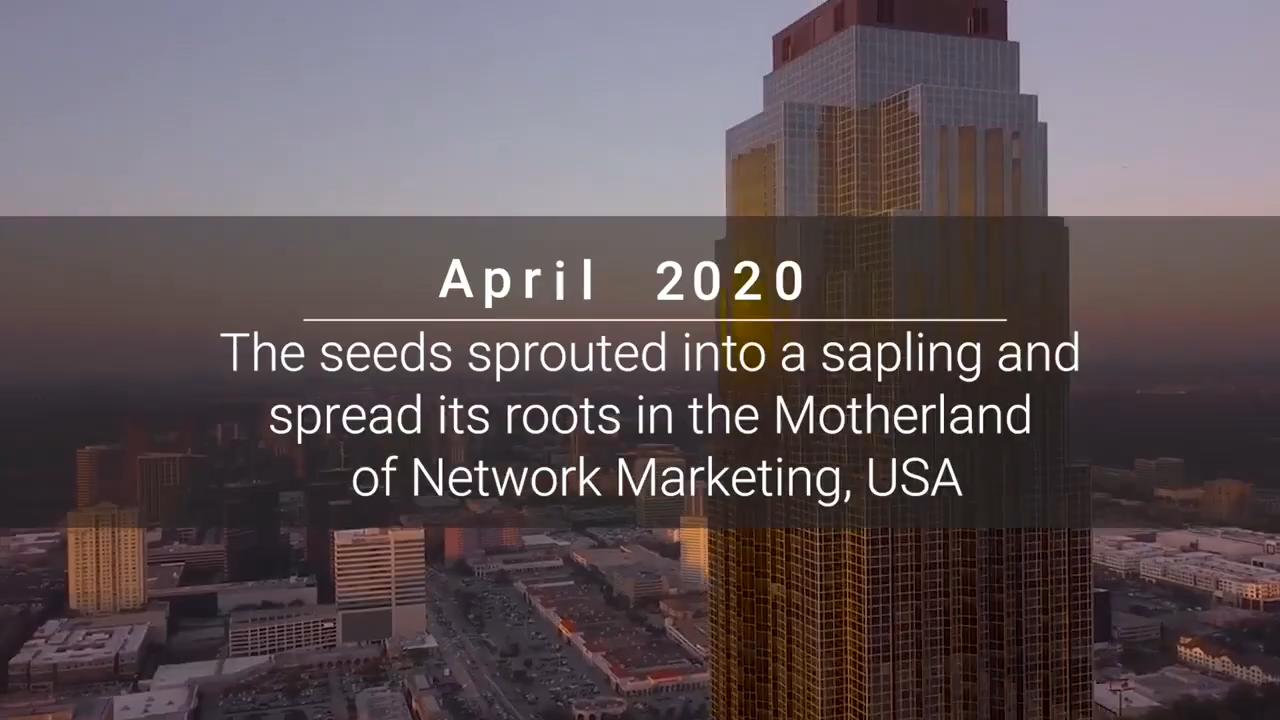 April 2020
The seeds sprouted into a sapling and
spread its roots in the Motherland
of Network Marketing, USA